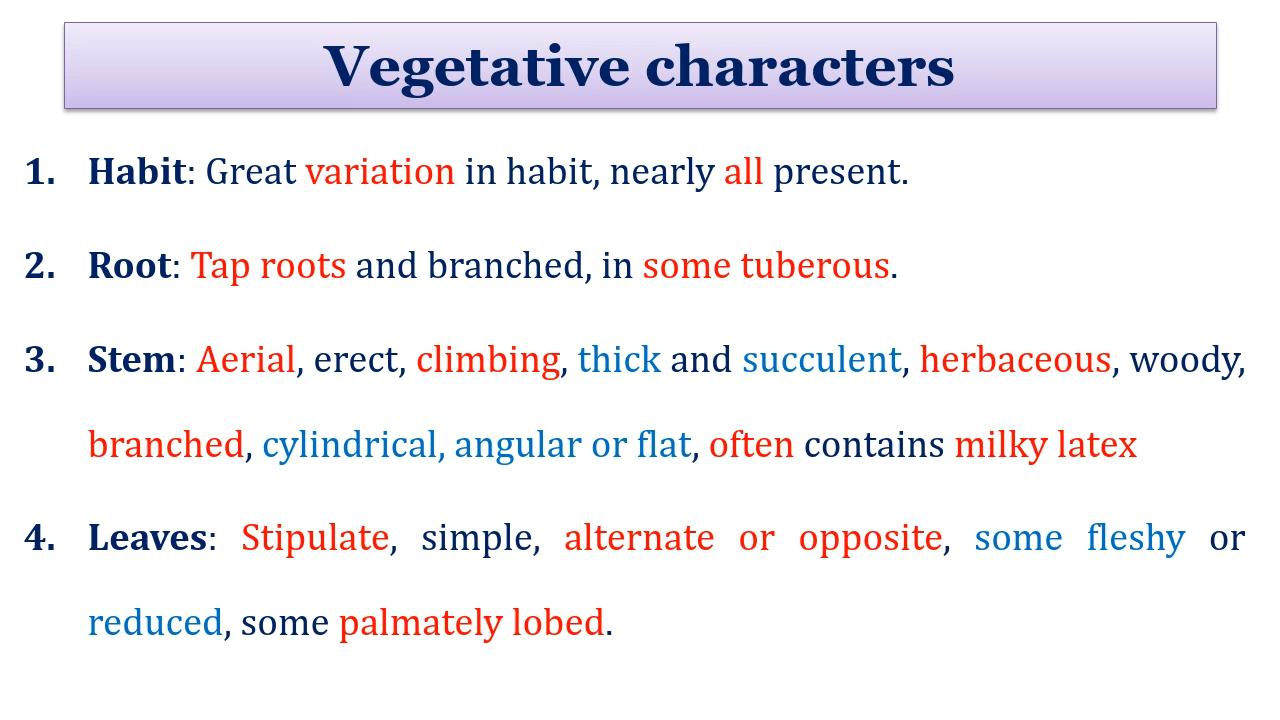 Vegetative characters
1. Habit: Great variation in habit, nearly all present.
2. Root: Tap roots and branched, in some tuberous.
3. Stem: Aerial, erect, climbing, thick and succulent, herbaceous, woody,
branched, cylindrical, angular or flat, often contains milky latex
4. Leaves: Stipulate, simple, alternate or opposite, some fleshy or
reduced, some palmately lobed.